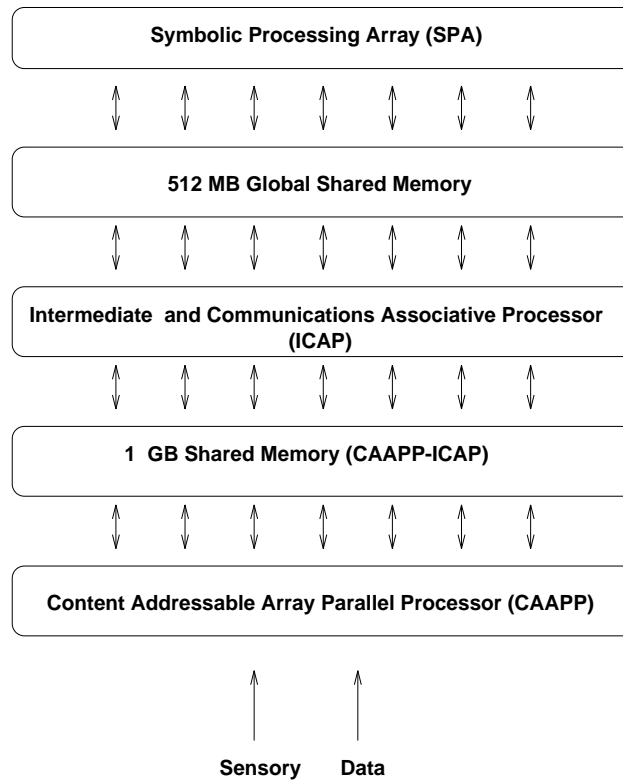 Symbolic Processing Array (SPA)
512 MB Global Shared Memory
Intermediate and Communications Associative Processor
(ICAP)
1 GB Shared Memory (CAAPP-ICAP)
Content Addressable Array Parallel Processor (CAAPP)
Sensory Data